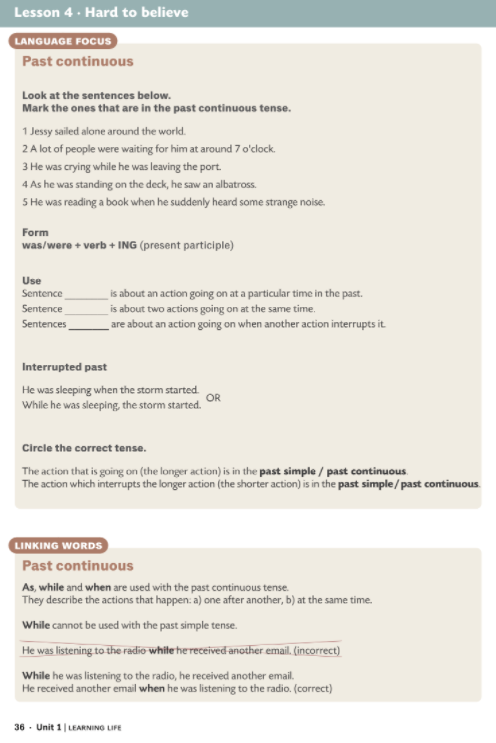 Lesson 4 · Hard to believe
LANGUAGE FOCUS
Past continuous
Look at the sentences below.
Mark the ones that are in the past continuous tense.
1 Jessy sailed alone around the world.
2 A lot of people were waiting for him at around 7 o'clock.
3 He was crying while he was leaving the port.
4 As he was standing on the deck, he saw an albatross.
5 He was reading a book when he suddenly heard some strange noise.
Form
was/were + verb + ING (present participle)
Use
Sentence ________ is about an action going on at a particular time in the past.
Sentence ________ is about two actions going on at the same time.
Sentences ________ are about an action going on when another action interrupts it.
Interrupted past
He was sleeping when the storm started.
OR
While he was sleeping, the storm started.
Circle the correct tense.
The action that is going on (the longer action) is in the past simple / past continuous.
The action which interrupts the longer action (the shorter action) is in the past simple/past continuous.
LINKING WORDS
Past continuous
As, while and when are used with the past continuous tense.
They describe the actions that happen: a) one after another, b) at the same time.
While cannot be used with the past simple tense.
He was listening to the radio while he received another email. (incorrect)
While he was listening to the radio, he received another email.
He received another email when he was listening to the radio. (correct)
36 · Unit 1 | LEARNING LIFE